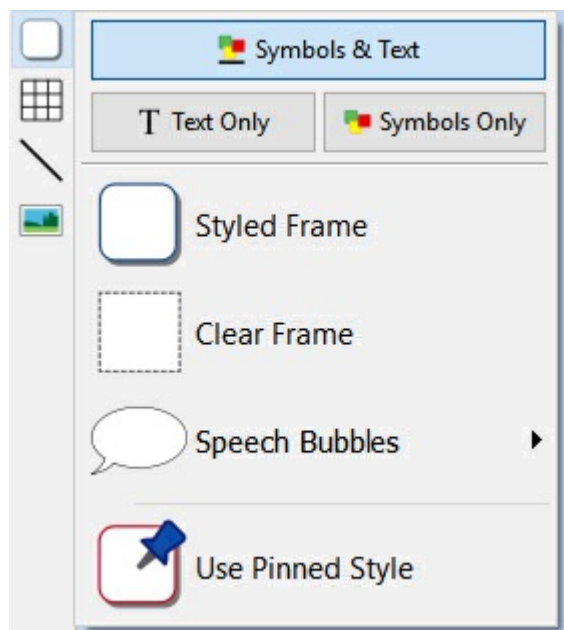 Symbols & Text
T Text Only
Symbols Only
Styled Frame
Clear Frame
Speech Bubbles
Use Pinned Style